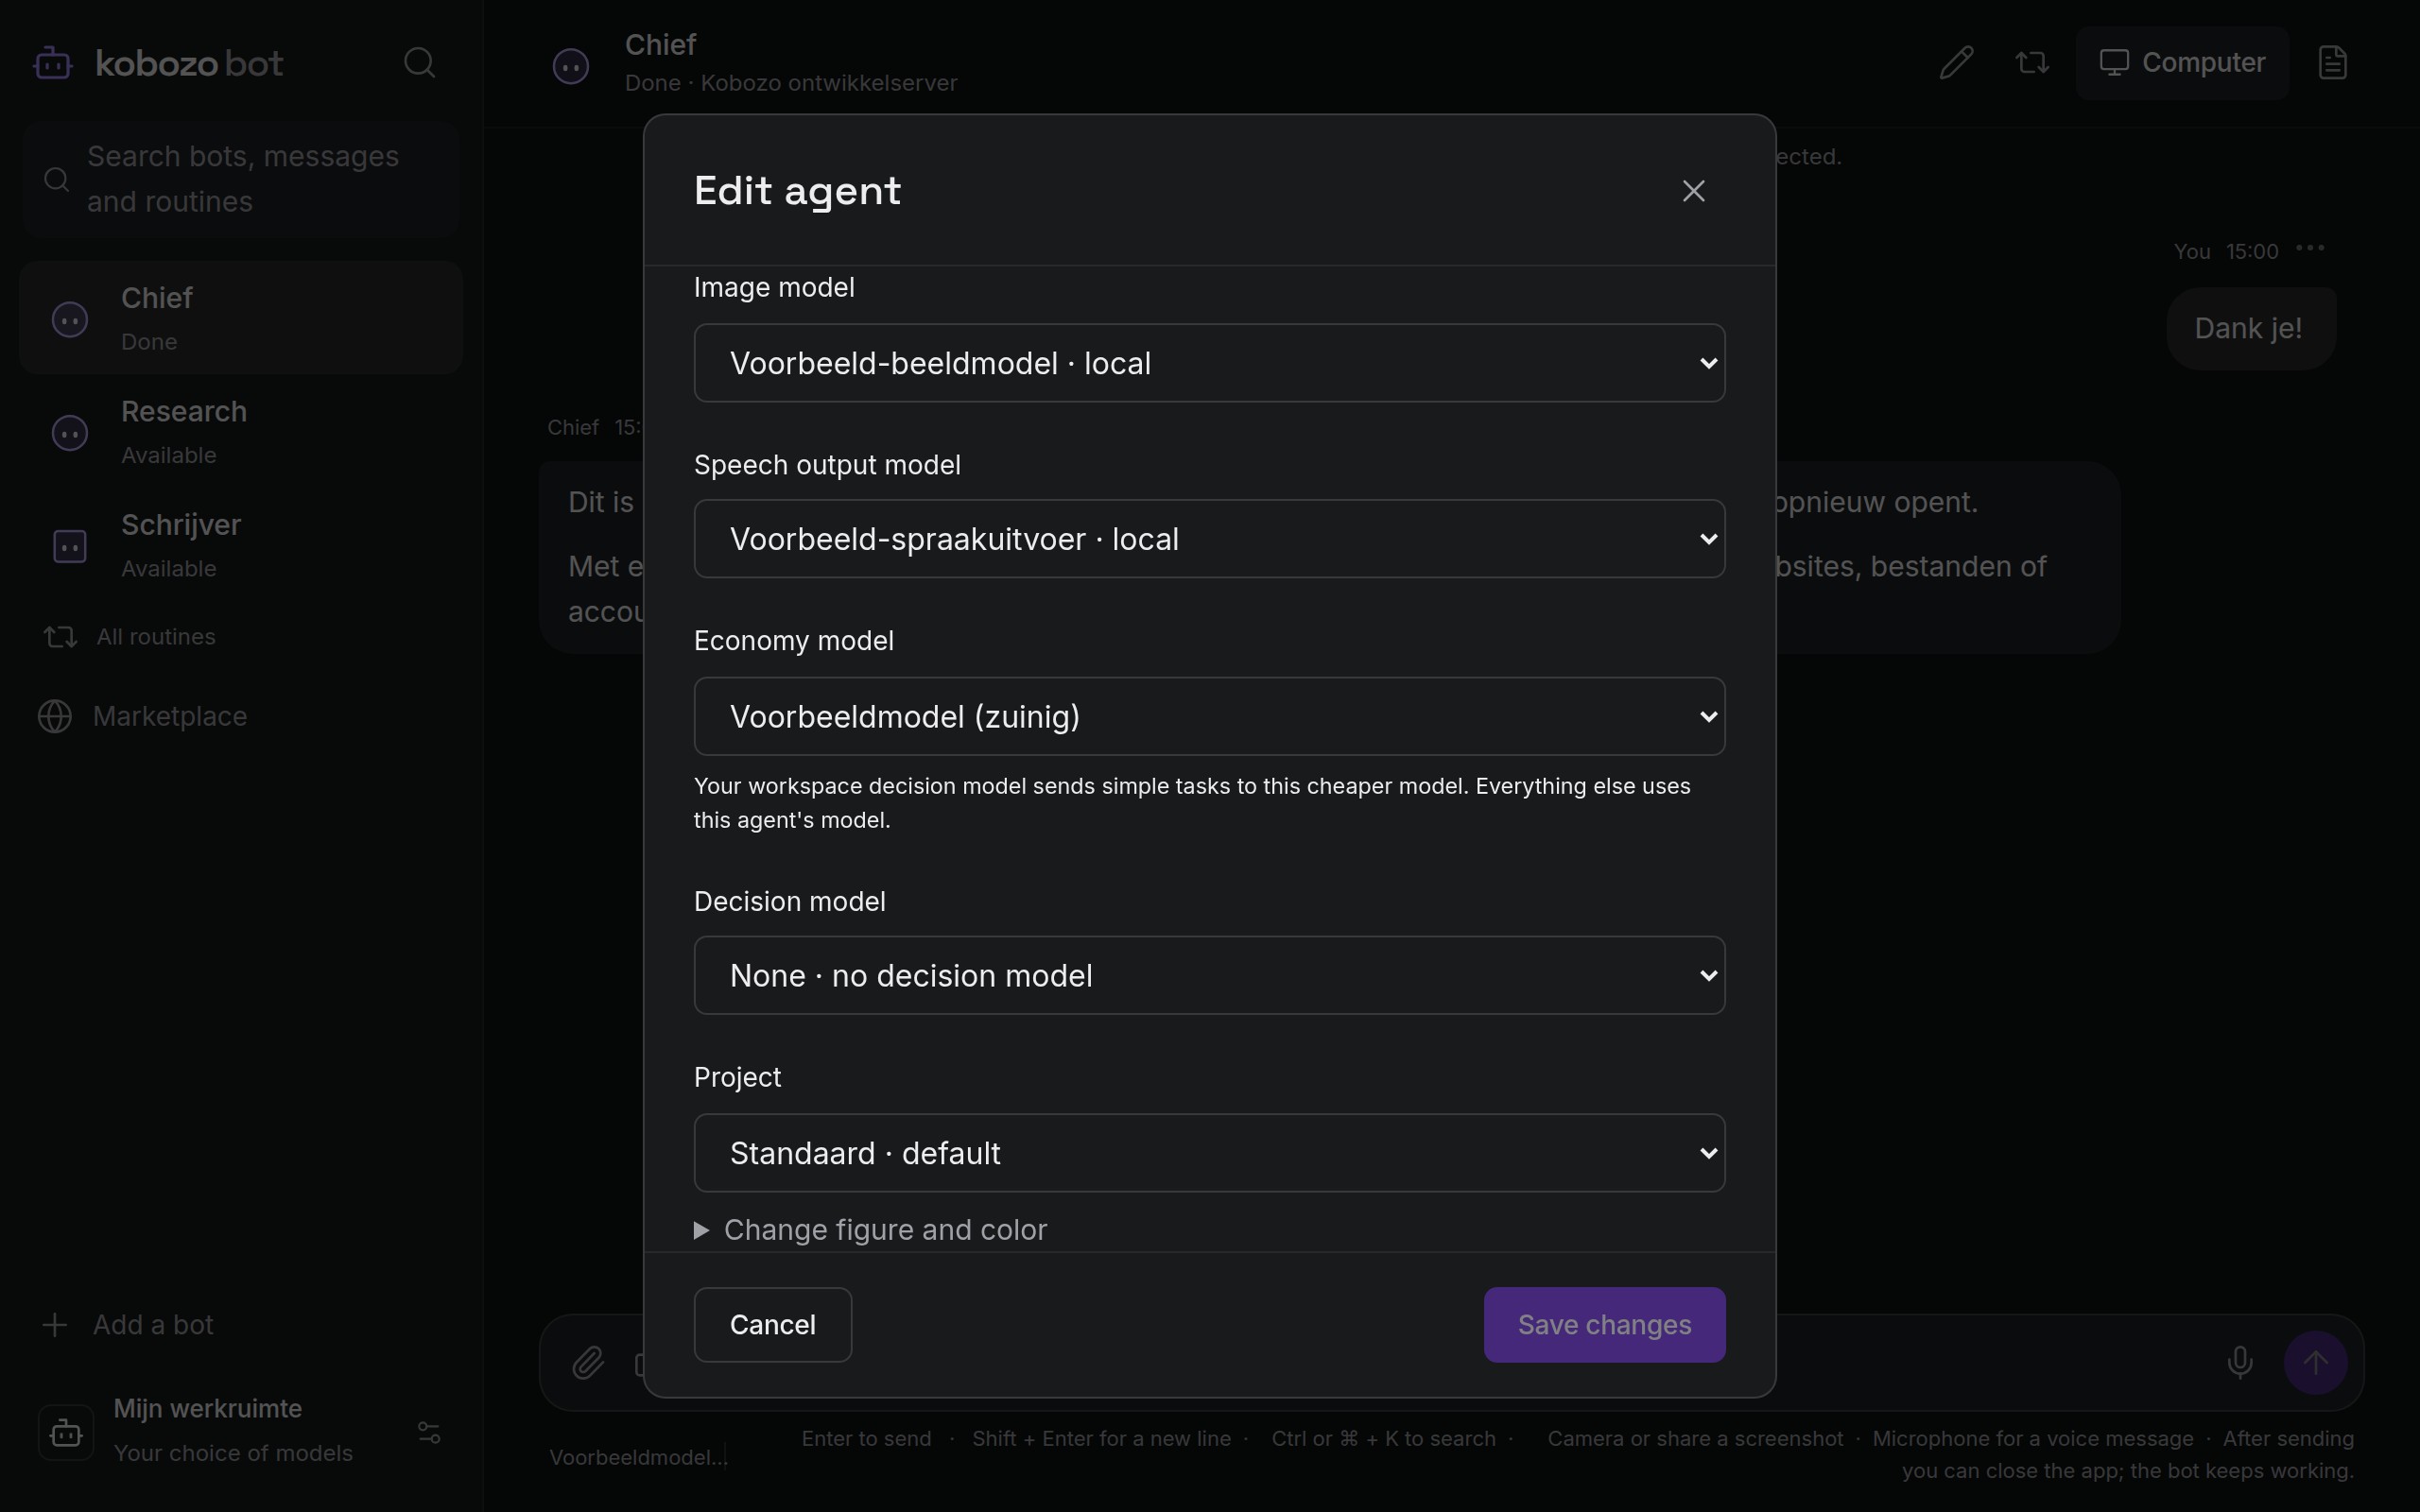 kobozo bot
Search bots, messages
and routines
Chief
Done
Research
Available
Schrijver
Available
All routines
Marketplace
Add a bot
Mijn werkruimte
Your choice of models
Chief
Done · Kobozo ontwikkelserver
Computer
ected.
You 15:00
Dank je!
Chief 15:
Dit is
opnieuw opent.
Met e
bsites, bestanden of
accou
Edit agent
Image model
Voorbeeld-beeldmodel · local
Speech output model
Voorbeeld-spraakuitvoer · local
Economy model
Voorbeeldmodel (zuinig)
Your workspace decision model sends simple tasks to this cheaper model. Everything else uses
this agent's model.
Decision model
None · no decision model
Project
Standaard · default
Change figure and color
Cancel
Save changes
Voorbeeldmodel...
Enter to send · Shift + Enter for a new line · Ctrl or ⌘ + K to search · Camera or share a screenshot · Microphone for a voice message · After sending
you can close the app; the bot keeps working.